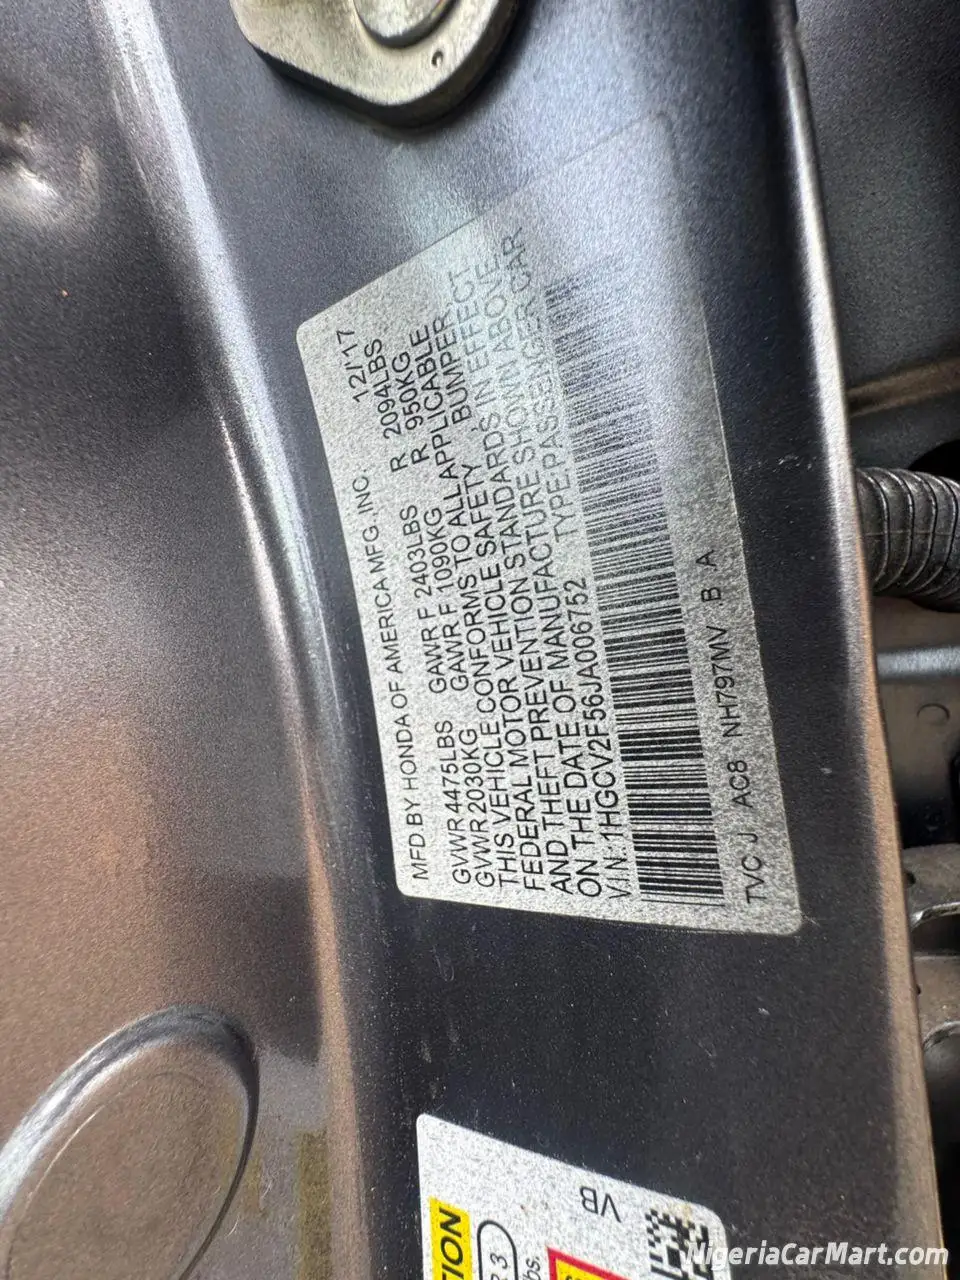 MFD BY HONDA OF AMERICA MFG. INC. 12/17
GVWR 4475LBS GAWR F 2403LBS R 2094LBS
GVWR 2030KG GAWR F 1090KG R 950KG
THIS VEHICLE CONFORMS TO ALL APPLICABLE
FEDERAL MOTOR VEHICLE SAFETY, BUMPER,
AND THEFT PREVENTION STANDARDS IN EFFECT
ON THE DATE OF MANUFACTURE SHOWN ABOVE.
V.I.N.: 1HGCV2F56JA006752 TYPE:PASSENGER CAR
TVC J AC8 NH797MV B A
VB
NigeriaCarMart.com